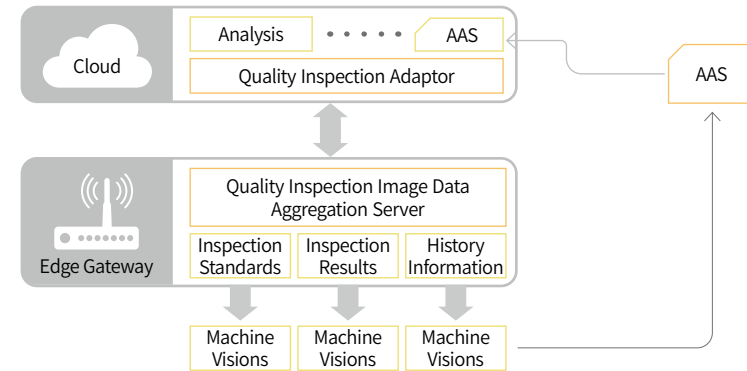 Cloud
Analysis
AAS
Quality Inspection Adaptor
AAS
Edge Gateway
Quality Inspection Image Data
Aggregation Server
Inspection
Standards
Inspection
Results
History
Information
Machine
Visions
Machine
Visions
Machine
Visions